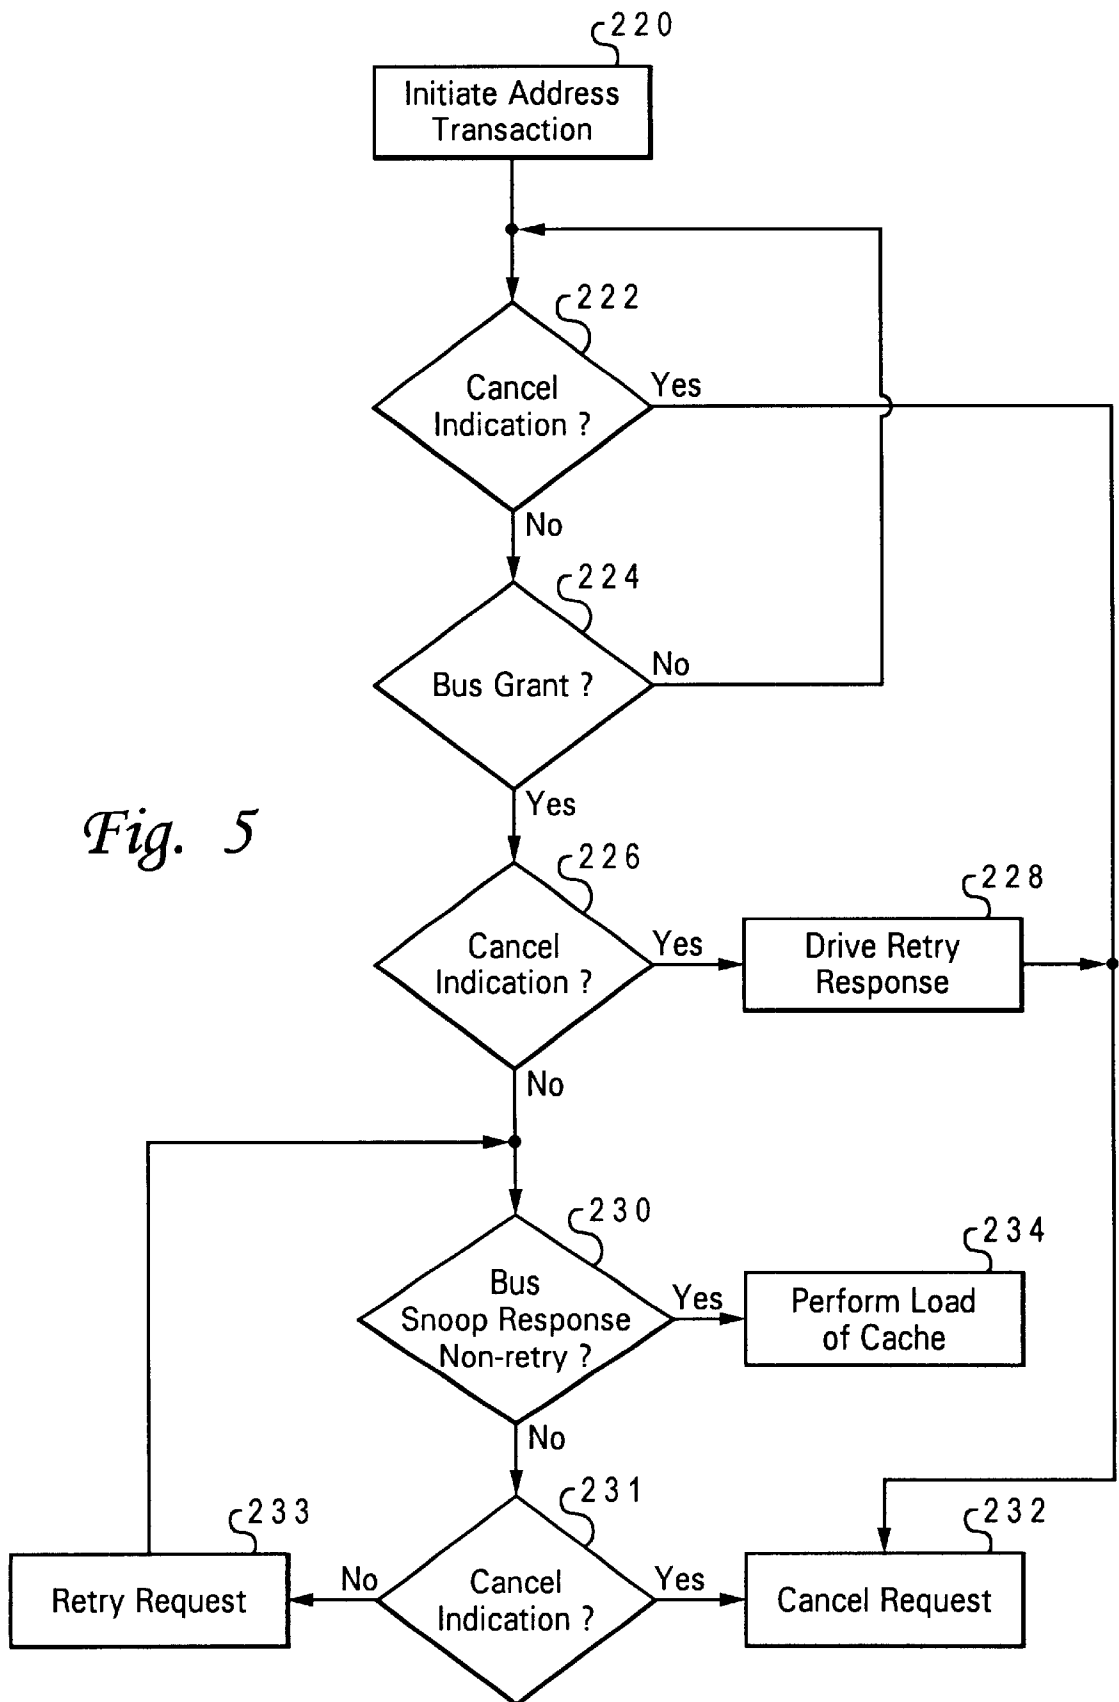 220
Initiate Address
Transaction
222
Cancel
Indication ?
Yes
No
224
Bus Grant ?
No
Yes
Fig. 5
226
Cancel
Indication ?
Yes
228
Drive Retry
Response
No
230
Bus
Snoop Response
Non-retry ?
Yes
234
Perform Load
of Cache
No
231
Cancel
Indication ?
No
Yes
233
Retry Request
232
Cancel Request